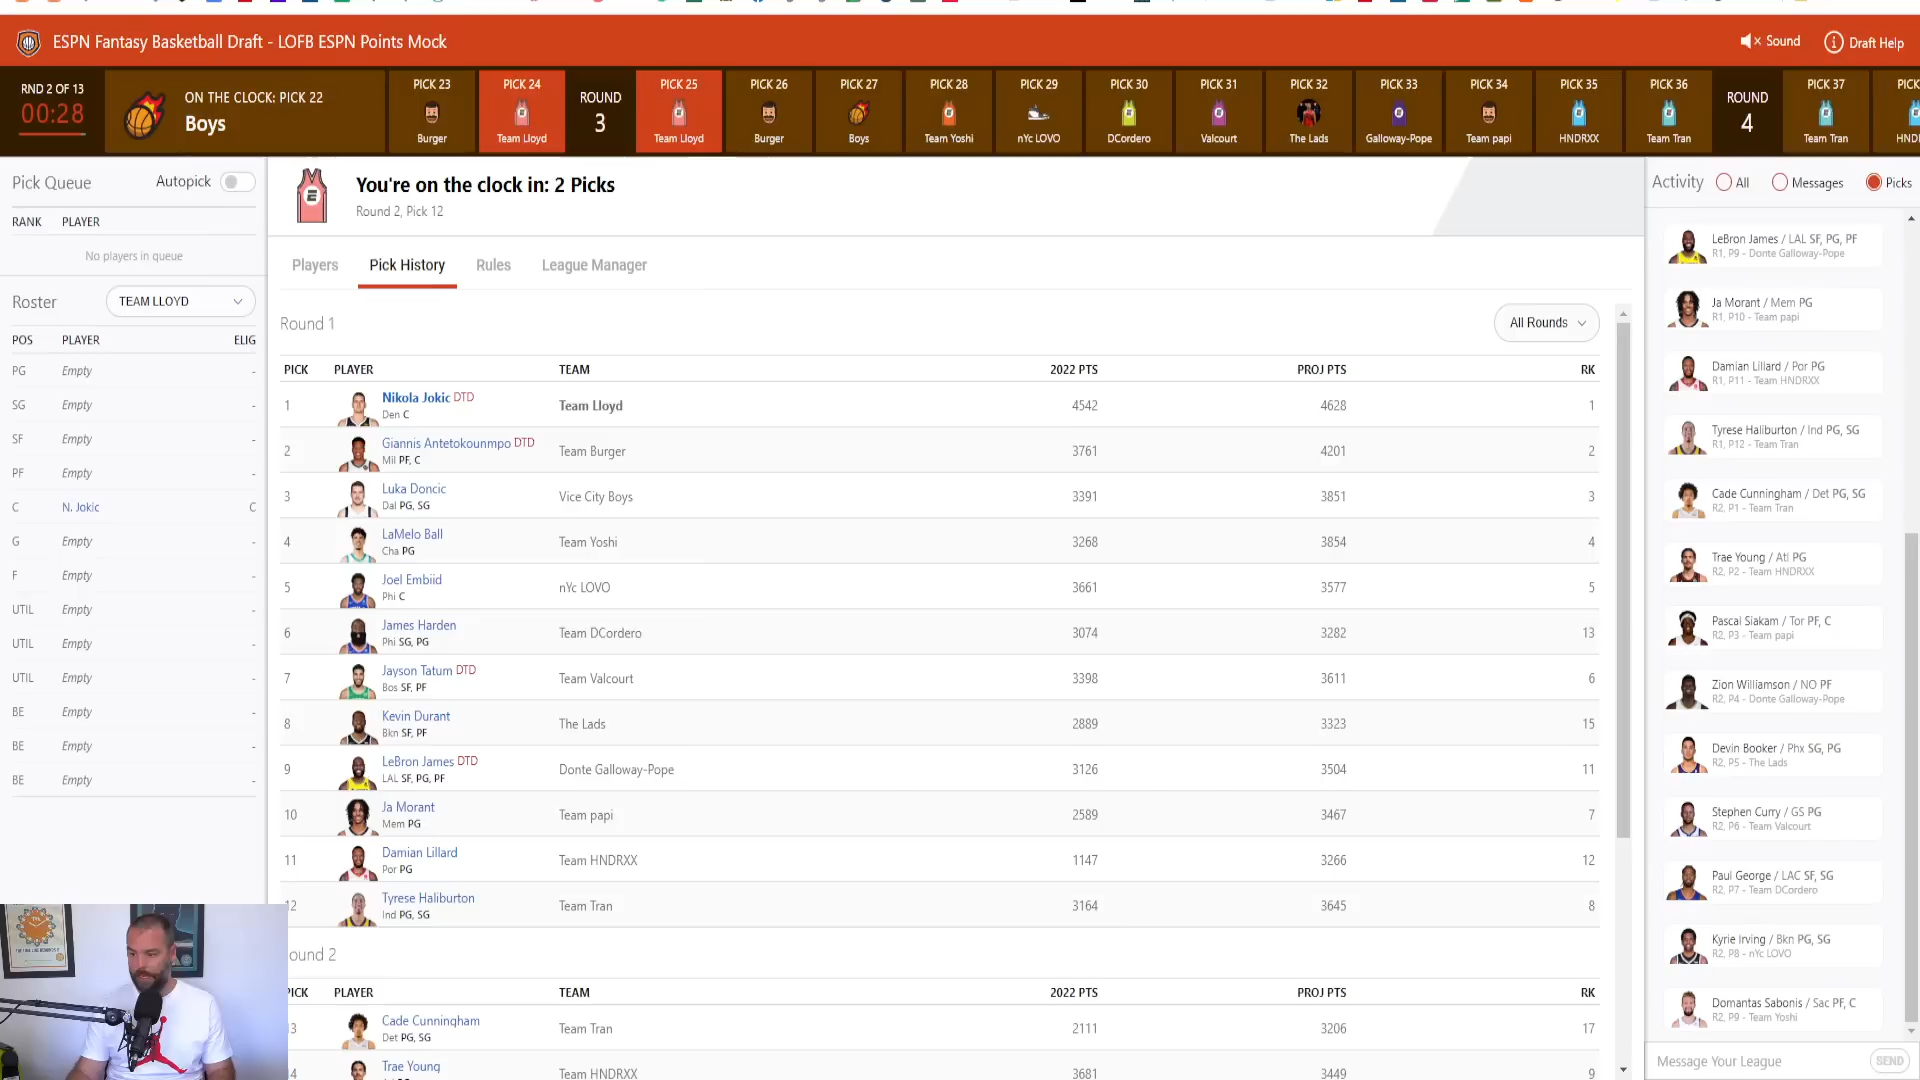 ESPN Fantasy Basketball Draft - LOFB ESPN Points Mock
Sound
Draft Help
RND 2 OF 13
00:28
ON THE CLOCK: PICK 22
Boys
PICK 23
Burger
PICK 24
Team Lloyd
ROUND
3
PICK 25
Team Lloyd
PICK 26
Burger
PICK 27
Boys
PICK 28
Team Yoshi
PICK 29
nYc LOVO
PICK 30
DCordero
PICK 31
Valcourt
PICK 32
The Lads
PICK 33
Galloway-Pope
PICK 34
Team papi
PICK 35
HNDRXX
PICK 36
Team Tran
ROUND
4
PICK 37
Team Tran
PICK
HNDI
Pick Queue
Autopick
RANK PLAYER
No players in queue
Roster
TEAM LLOYD
POS PLAYER ELIG
PG Empty -
SG Empty -
SF Empty -
PF Empty -
C N. Jokic C
G Empty -
F Empty -
UTIL Empty -
UTIL Empty -
UTIL Empty -
BE Empty -
BE Empty -
BE Empty -
You're on the clock in: 2 Picks
Round 2, Pick 12
Players Pick History Rules League Manager
Round 1
All Rounds
PICK PLAYER TEAM 2022 PTS PROJ PTS RK
1 Nikola Jokic DTD Team Lloyd 4542 4628 1
Den C
2 Giannis Antetokounmpo DTD Team Burger 3761 4201 2
Mil PF, C
3 Luka Doncic Vice City Boys 3391 3851 3
Dal PG, SG
4 LaMelo Ball Team Yoshi 3268 3854 4
Cha PG
5 Joel Embiid nYc LOVO 3661 3577 5
Phi C
6 James Harden Team DCordero 3074 3282 13
Phi SG, PG
7 Jayson Tatum DTD Team Valcourt 3398 3611 6
Bos SF, PF
8 Kevin Durant The Lads 2889 3323 15
Bkn SF, PF
9 LeBron James DTD Donte Galloway-Pope 3126 3504 11
LAL SF, PG, PF
10 Ja Morant Team papi 2589 3467 7
Mem PG
11 Damian Lillard Team HNDRXX 1147 3266 12
Por PG
12 Tyrese Haliburton Team Tran 3164 3645 8
Ind PG, SG
ound 2
PICK PLAYER TEAM 2022 PTS PROJ PTS RK
3 Cade Cunningham Team Tran 2111 3206 17
Det PG, SG
4 Trae Young Team HNDRXX 3681 3449 9
Activity All Messages Picks
LeBron James / LAL SF, PG, PF
R1, P9 - Donte Galloway-Pope
Ja Morant / Mem PG
R1, P10 - Team papi
Damian Lillard / Por PG
R1, P11 - Team HNDRXX
Tyrese Haliburton / Ind PG, SG
R1, P12 - Team Tran
Cade Cunningham / Det PG, SG
R2, P1 - Team Tran
Trae Young / Atl PG
R2, P2 - Team HNDRXX
Pascal Siakam / Tor PF, C
R2, P3 - Team papi
Zion Williamson / NO PF
R2, P4 - Donte Galloway-Pope
Devin Booker / Phx SG, PG
R2, P5 - The Lads
Stephen Curry / GS PG
R2, P6 - Team Valcourt
Paul George / LAC SF, SG
R2, P7 - Team DCordero
Kyrie Irving / Bkn PG, SG
R2, P8 - nYc LOVO
Domantas Sabonis / Sac PF, C
R2, P9 - Team Yoshi
Message Your League
SEND